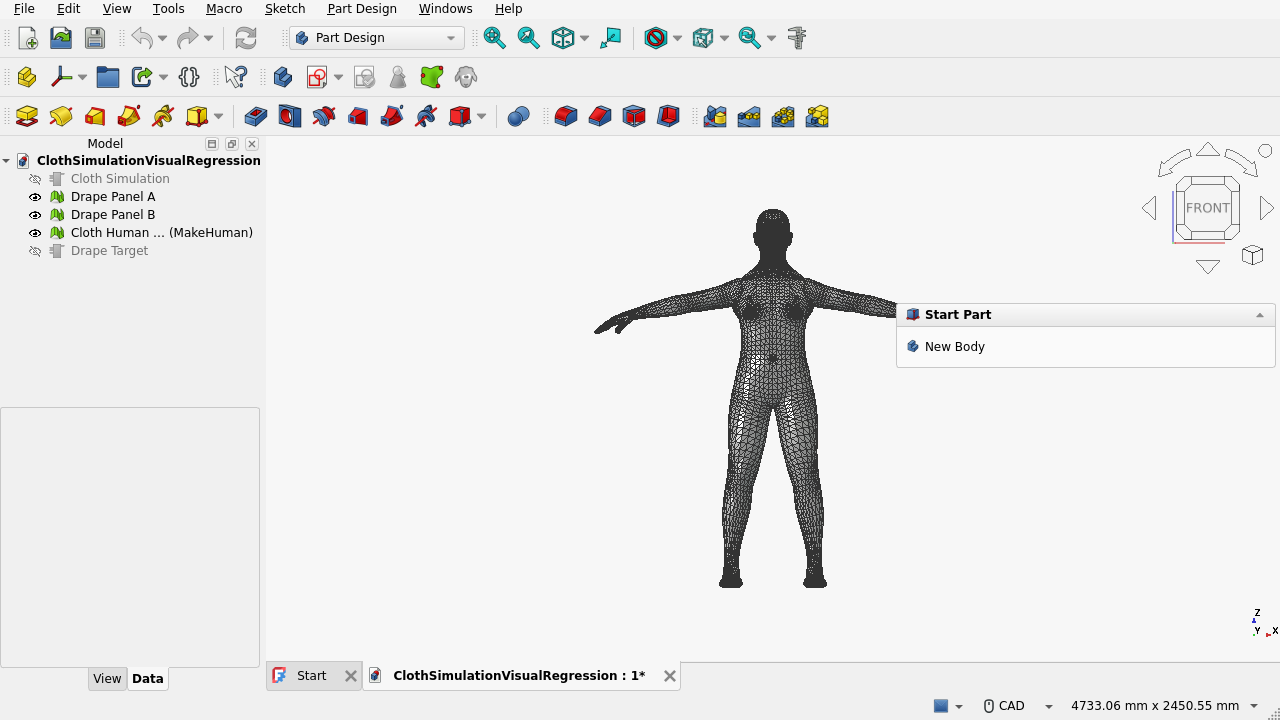 File Edit View Tools Macro Sketch Part Design Windows Help
Part Design
Model
ClothSimulationVisualRegression
Cloth Simulation
Drape Panel A
Drape Panel B
Cloth Human ... (MakeHuman)
Drape Target
FRONT
Start Part
New Body
Z
Y X
View Data
Start
ClothSimulationVisualRegression : 1*
CAD
4733.06 mm x 2450.55 mm